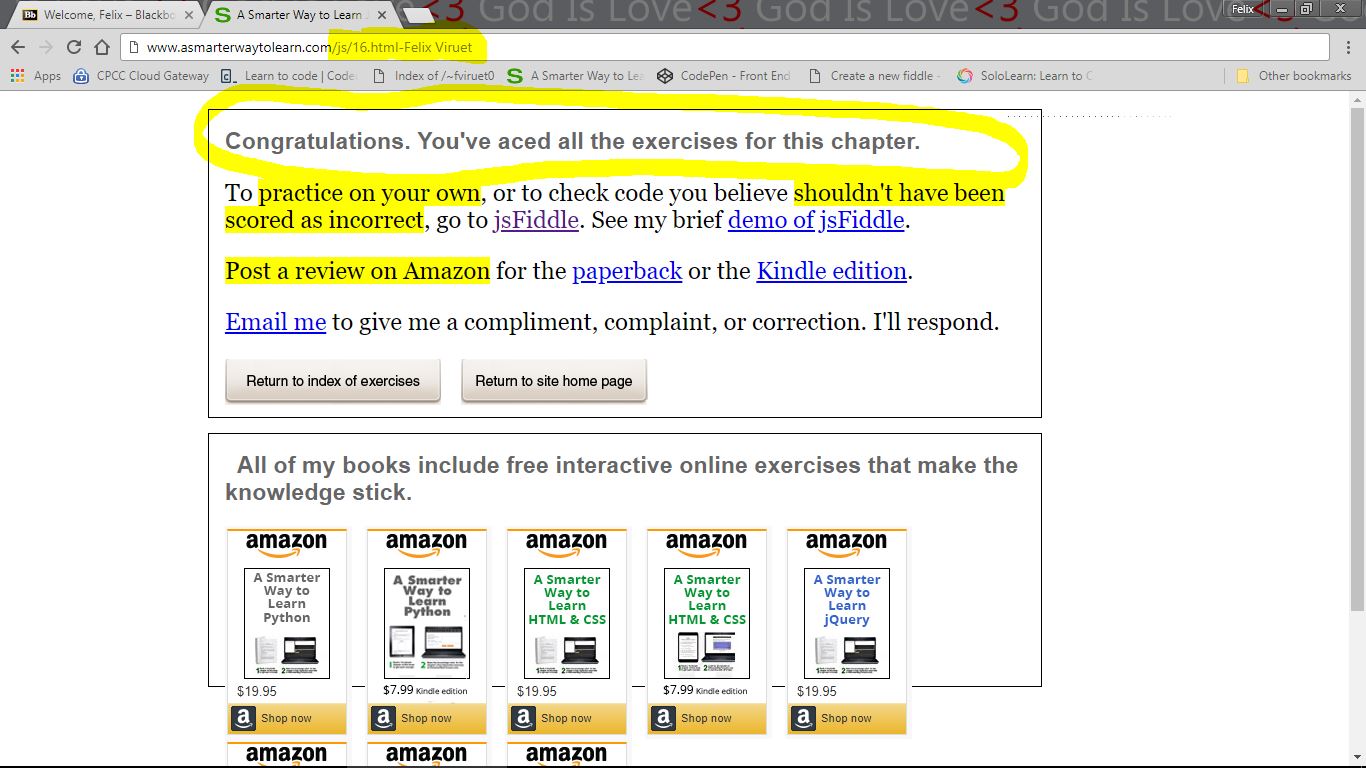 God Is Love<3 God Is Love<3 God Is Love<3 God Is Love
Welcome, Felix – Blackbo
A Smarter Way to Learn J
Felix
www.asmarterwaytolearn.com/js/16.html-Felix Viruet
Apps CPCC Cloud Gateway Learn to code | Code Index of /~fviruet0 A Smarter Way to Lea CodePen - Front End Create a new fiddle - SoloLearn: Learn to C Other bookmarks
Congratulations. You've aced all the exercises for this chapter.
To practice on your own, or to check code you believe shouldn't have been
scored as incorrect, go to jsFiddle. See my brief demo of jsFiddle.
Post a review on Amazon for the paperback or the Kindle edition.
Email me to give me a compliment, complaint, or correction. I'll respond.
Return to index of exercises Return to site home page
All of my books include free interactive online exercises that make the
knowledge stick.
amazon amazon amazon amazon amazon
A Smarter
Way to
Learn
Python
A Smarter
Way to
Learn
Python
A Smarter
Way to
Learn
HTML & CSS
A Smarter
Way to
Learn
HTML & CSS
A Smarter
Way to
Learn
jQuery
$19.95 $7.99 Kindle edition $19.95 $7.99 Kindle edition $19.95
Shop now Shop now Shop now Shop now Shop now
amazon amazon amazon